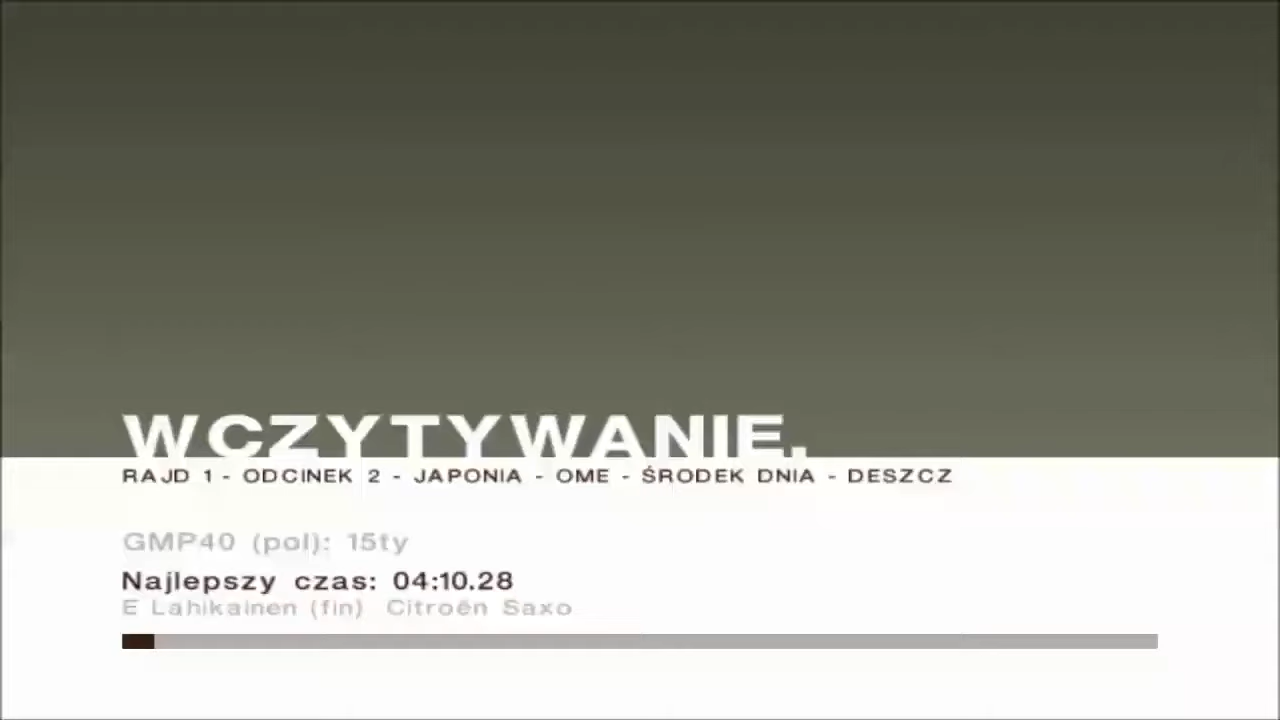 WCZYTYWANIE.
RAJD 1 - ODCINEK 2 - JAPONIA - OME - ŚRODEK DNIA - DESZCZ
GMP40 (pol): 15ty
Najlepszy czas: 04:10.28
E Lahikainen (fin) Citroën Saxo